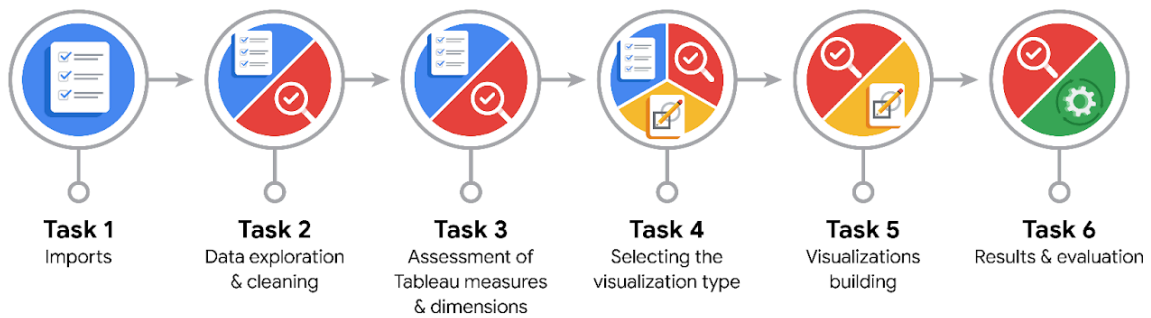 Task 1
Imports
Task 2
Data exploration
& cleaning
Task 3
Assessment of
Tableau measures
& dimensions
Task 4
Selecting the
visualization type
Task 5
Visualizations
building
Task 6
Results & evaluation